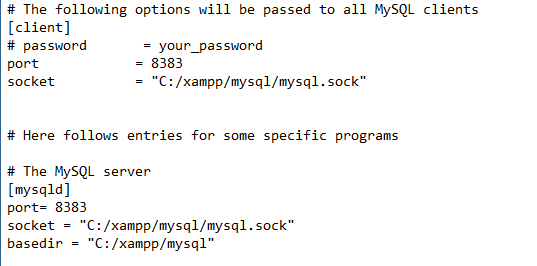 # The following options will be passed to all MySQL clients
[client]
# password       = your_password
port            = 8383
socket          = "C:/xampp/mysql/mysql.sock"
# Here follows entries for some specific programs
# The MySQL server
[mysqld]
port= 8383
socket = "C:/xampp/mysql/mysql.sock"
basedir = "C:/xampp/mysql"